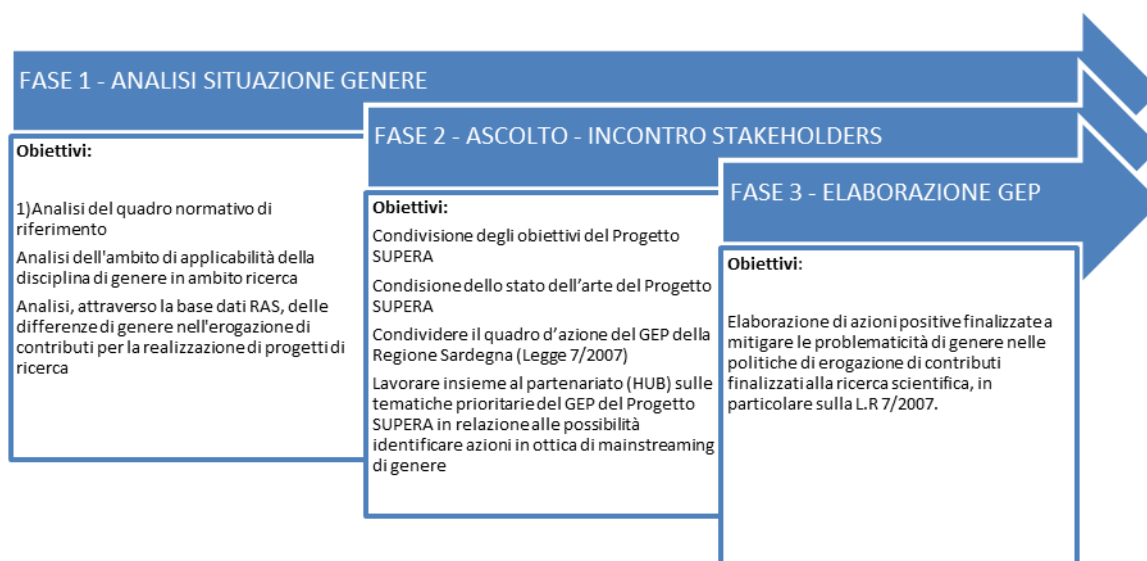 FASE 1 - ANALISI SITUAZIONE GENERE
Obiettivi:
1)Analisi del quadro normativo di
riferimento
Analisi dell'ambito di applicabilità della
disciplina di genere in ambito ricerca
Analisi, attraverso la base dati RAS, delle
differenze di genere nell'erogazione di
contributi per la realizzazione di progetti di
ricerca
FASE 2 - ASCOLTO - INCONTRO STAKEHOLDERS
Obiettivi:
Condivisione degli obiettivi del Progetto
SUPERA
Condisione dello stato dell’arte del Progetto
SUPERA
Condividere il quadro d’azione del GEP della
Regione Sardegna (Legge 7/2007)
Lavorare insieme al partenariato (HUB) sulle
tematiche prioritarie del GEP del Progetto
SUPERA in relazione alle possibilità
identificare azioni in ottica di mainstreaming
di genere
FASE 3 - ELABORAZIONE GEP
Obiettivi:
Elaborazione di azioni positive finalizzate a
mitigare le problematicità di genere nelle
politiche di erogazione di contributi
finalizzati alla ricerca scientifica, in
particolare sulla L.R 7/2007.